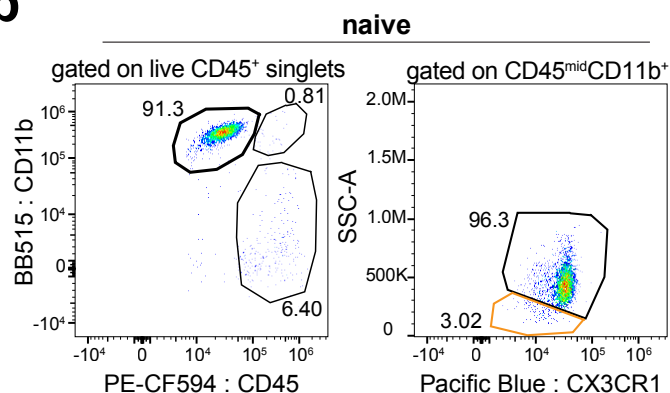 b
naive
gated on live CD45⁺ singlets
gated on CD45ᵐⁱᵈCD11b⁺
91.3
0.81
6.40
10⁶
10⁵
10⁴
0
-10⁴
BB515 : CD11b
-10⁴
0
10⁴
10⁵
10⁶
PE-CF594 : CD45
2.0M
1.5M
1.0M
500K
0
SSC-A
96.3
3.02
-10⁴
0
10⁴
10⁵
10⁶
Pacific Blue : CX3CR1